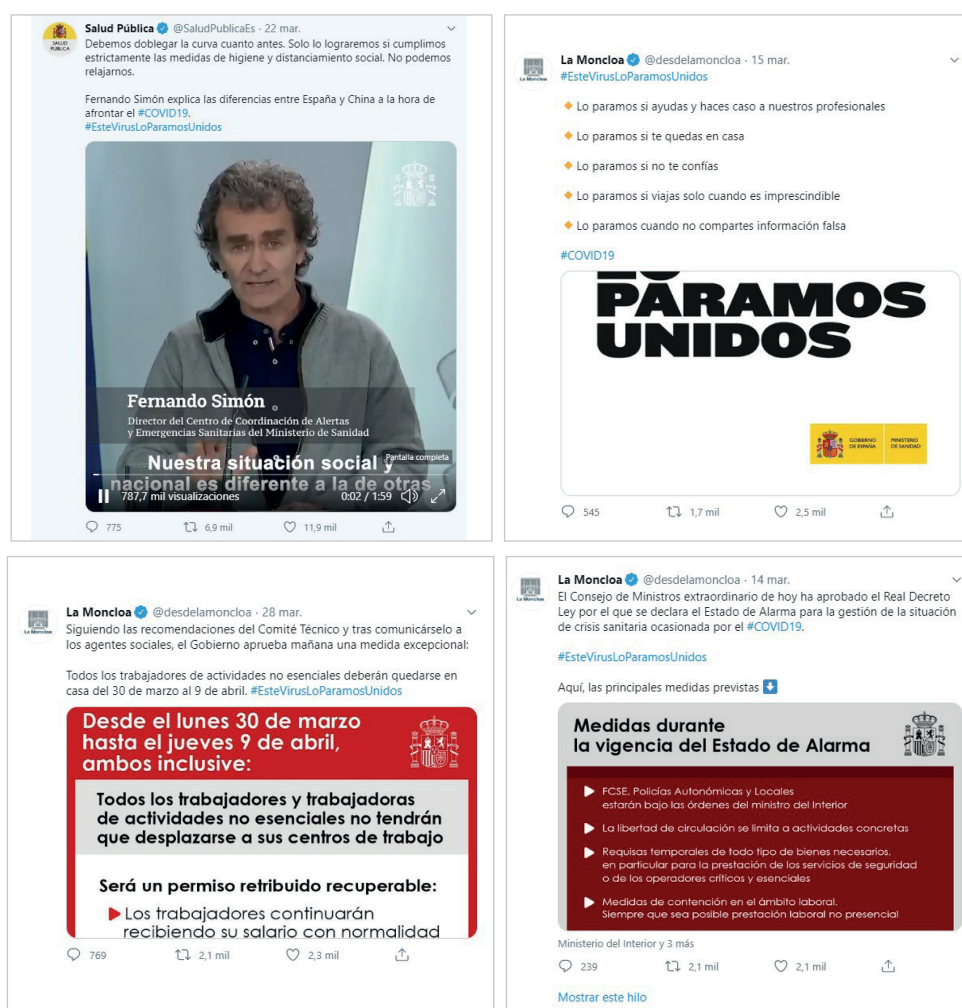 Salud Pública @SaludPublicaEs · 22 mar.
Debemos doblegar la curva cuanto antes. Solo lo lograremos si cumplimos
estrictamente las medidas de higiene y distanciamiento social. No podemos
relajarnos.
Fernando Simón explica las diferencias entre España y China a la hora de
afrontar el #COVID19.
#EsteVirusLoParamosUnidos
SALUD
PÚBLICA
Fernando Simón
Director del Centro de Coordinación de Alertas
y Emergencias Sanitarias del Ministerio de Sanidad
Pantalla completa
Nuestra situación social y
nacional es diferente a la de otras
787,7 mil visualizaciones
0:02 / 1:59
775 6,9 mil 11,9 mil
La Moncloa @desdelamoncloa · 15 mar.
#EsteVirusLoParamosUnidos
La Moncloa
Lo paramos si ayudas y haces caso a nuestros profesionales
Lo paramos si te quedas en casa
Lo paramos si no te confías
Lo paramos si viajas solo cuando es imprescindible
Lo paramos cuando no compartes información falsa
#COVID19
PARAMOS
UNIDOS
GOBIERNO
DE ESPAÑA
MINISTERIO
DE SANIDAD
545 1,7 mil 2,5 mil
La Moncloa @desdelamoncloa · 28 mar.
Siguiendo las recomendaciones del Comité Técnico y tras comunicárselo a
los agentes sociales, el Gobierno aprueba mañana una medida excepcional:
La Moncloa
Todos los trabajadores de actividades no esenciales deberán quedarse en
casa del 30 de marzo al 9 de abril. #EsteVirusLoParamosUnidos
Desde el lunes 30 de marzo
hasta el jueves 9 de abril,
ambos inclusive:
Todos los trabajadores y trabajadoras
de actividades no esenciales no tendrán
que desplazarse a sus centros de trabajo
Será un permiso retribuido recuperable:
Los trabajadores continuarán
recibiendo su salario con normalidad
769 2,1 mil 2,3 mil
La Moncloa @desdelamoncloa · 14 mar.
El Consejo de Ministros extraordinario de hoy ha aprobado el Real Decreto
Ley por el que se declara el Estado de Alarma para la gestión de la situación
de crisis sanitaria ocasionado por el #COVID19.
La Moncloa
#EsteVirusLoParamosUnidos
Aquí, las principales medidas previstas
Medidas durante
la vigencia del Estado de Alarma
FCSE, Policías Autonómicas y Locales
estarán bajo las órdenes del ministro del Interior
La libertad de circulación se limita a actividades concretas
Requisas temporales de todo tipo de bienes necesarios,
en particular para la prestación de los servicios de seguridad
o de los operadores críticos y esenciales
Medidas de contención en el ámbito laboral.
Siempre que sea posible prestación laboral no presencial
Ministerio del Interior y 3 más
239 2,1 mil 2,1 mil
Mostrar este hilo